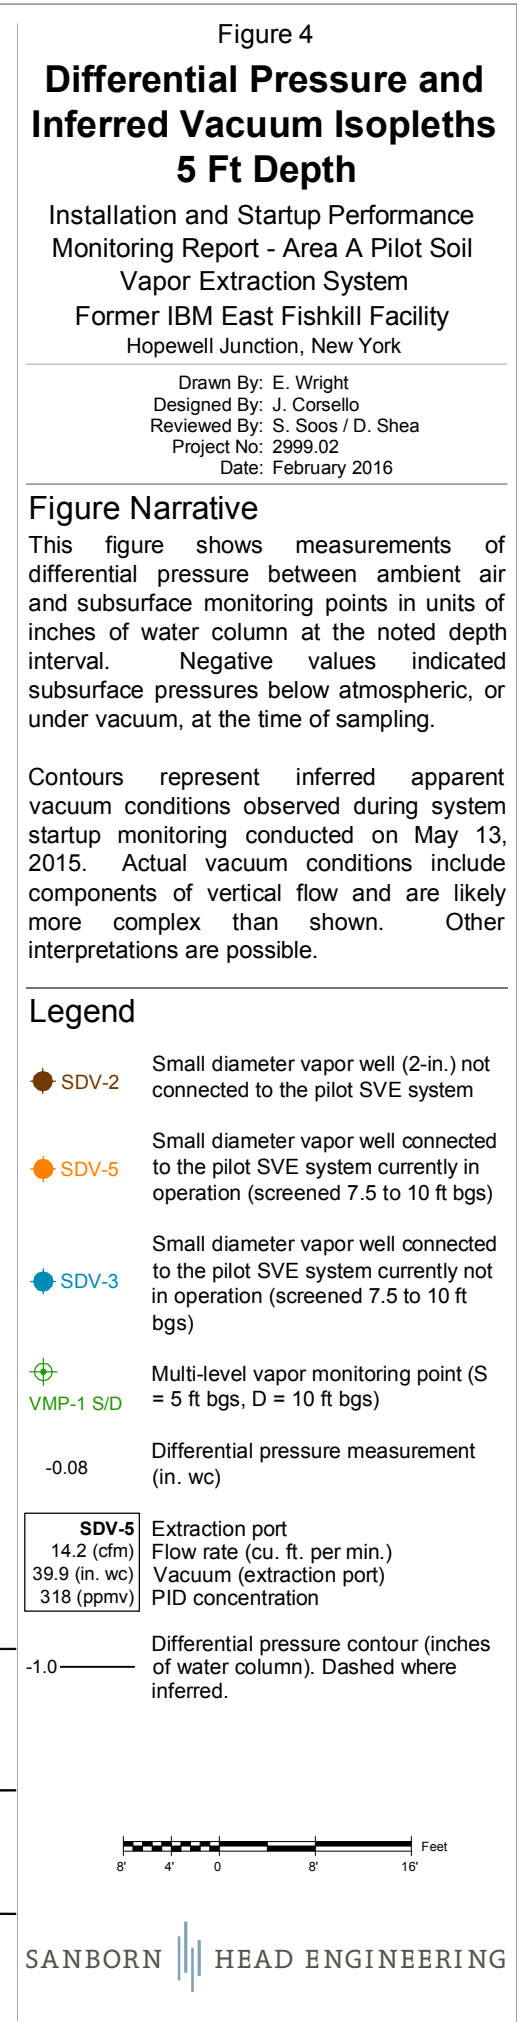 Figure 4
Differential Pressure and
Inferred Vacuum Isopleths
5 Ft Depth
Installation and Startup Performance
Monitoring Report - Area A Pilot Soil
Vapor Extraction System
Former IBM East Fishkill Facility
Hopewell Junction, New York
Drawn By: E. Wright
Designed By: J. Corsello
Reviewed By: S. Soos / D. Shea
Project No: 2999.02
Date: February 2016
Figure Narrative
This figure shows measurements of
differential pressure between ambient air
and subsurface monitoring points in units of
inches of water column at the noted depth
interval. Negative values indicated
subsurface pressures below atmospheric, or
under vacuum, at the time of sampling.
Contours represent inferred apparent
vacuum conditions observed during system
startup monitoring conducted on May 13,
2015. Actual vacuum conditions include
components of vertical flow and are likely
more complex than shown. Other
interpretations are possible.
Legend
SDV-2
Small diameter vapor well (2-in.) not
connected to the pilot SVE system
SDV-5
Small diameter vapor well connected
to the pilot SVE system currently in
operation (screened 7.5 to 10 ft bgs)
SDV-3
Small diameter vapor well connected
to the pilot SVE system currently not
in operation (screened 7.5 to 10 ft
bgs)
VMP-1 S/D
Multi-level vapor monitoring point (S
= 5 ft bgs, D = 10 ft bgs)
-0.08
Differential pressure measurement
(in. wc)
SDV-5 Extraction port
14.2 (cfm) Flow rate (cu. ft. per min.)
39.9 (in. wc) Vacuum (extraction port)
318 (ppmv) PID concentration
-1.0
Differential pressure contour (inches
of water column). Dashed where
inferred.
Feet
8' 4' 0 8' 16'
SANBORN HEAD ENGINEERING